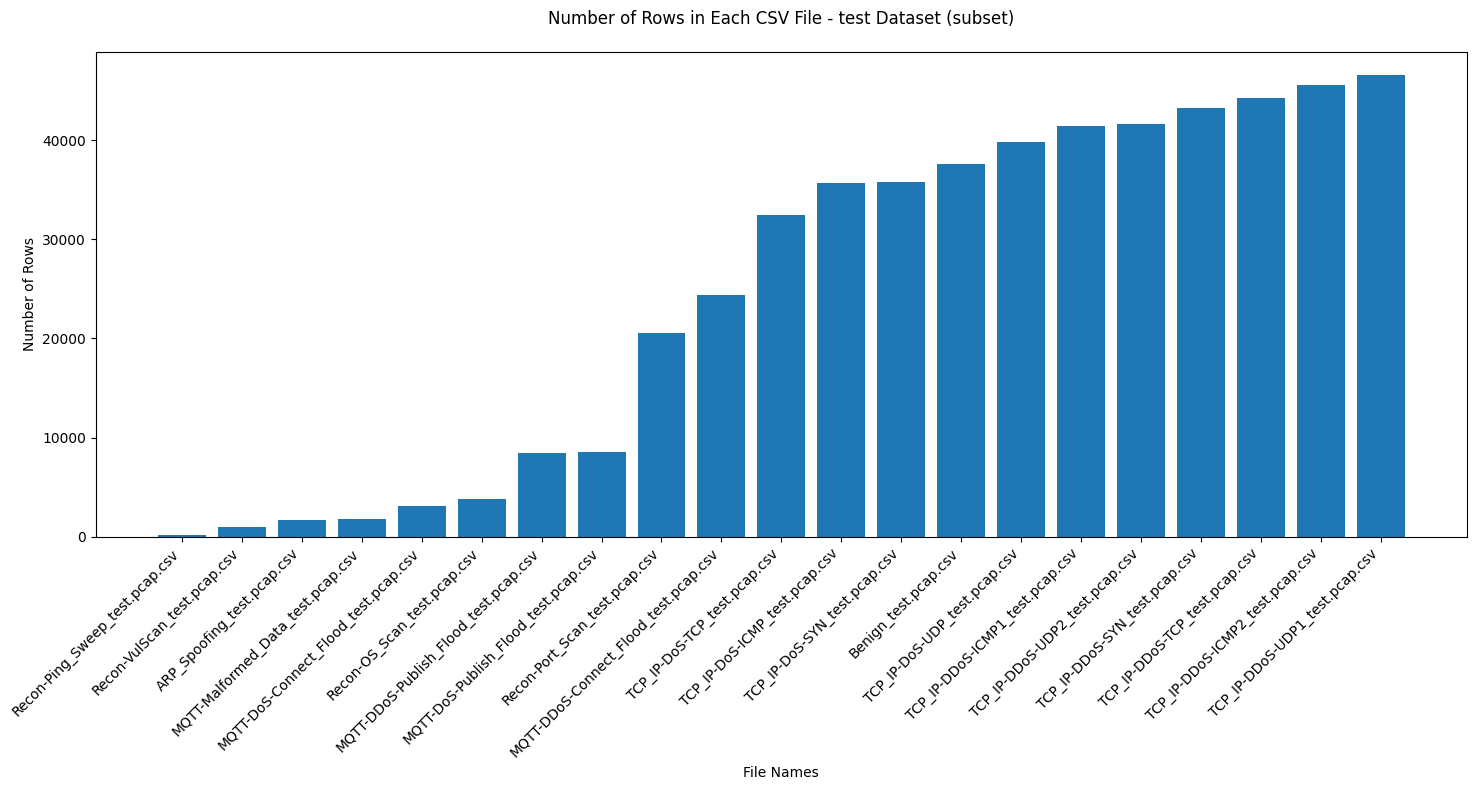 Number of Rows in Each CSV File - test Dataset (subset)
Number of Rows
40000
30000
20000
10000
0
Recon-Ping_Sweep_test.pcap.csv
Recon-VulScan_test.pcap.csv
ARP_Spoofing_test.pcap.csv
MQTT-Malformed_Data_test.pcap.csv
MQTT-DoS-Connect_Flood_test.pcap.csv
Recon-OS_Scan_test.pcap.csv
MQTT-DDoS-Publish_Flood_test.pcap.csv
MQTT-DoS-Publish_Flood_test.pcap.csv
Recon-Port_Scan_test.pcap.csv
MQTT-DDoS-Connect_Flood_test.pcap.csv
TCP_IP-DoS-TCP_test.pcap.csv
TCP_IP-DoS-ICMP_test.pcap.csv
TCP_IP-DoS-SYN_test.pcap.csv
Benign_test.pcap.csv
TCP_IP-DoS-UDP_test.pcap.csv
TCP_IP-DDoS-ICMP1_test.pcap.csv
TCP_IP-DDoS-UDP2_test.pcap.csv
TCP_IP-DDoS-SYN_test.pcap.csv
TCP_IP-DDoS-TCP_test.pcap.csv
TCP_IP-DDoS-ICMP2_test.pcap.csv
TCP_IP-DDoS-UDP1_test.pcap.csv
File Names